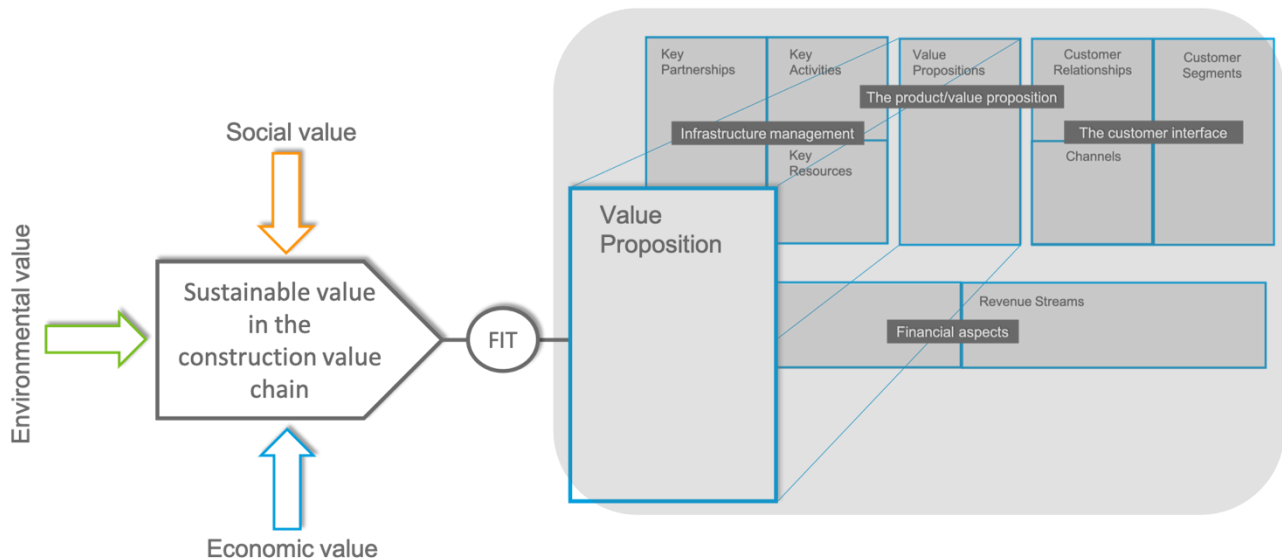 Social value
Environmental value
Sustainable value
in the
construction value
chain
Economic value
FIT
Value
Proposition
Key
Partnerships
Key
Activities
Value
Propositions
Customer
Relationships
Customer
Segments
The product/value proposition
Infrastructure management
The customer interface
Key
Resources
Channels
Revenue Streams
Financial aspects